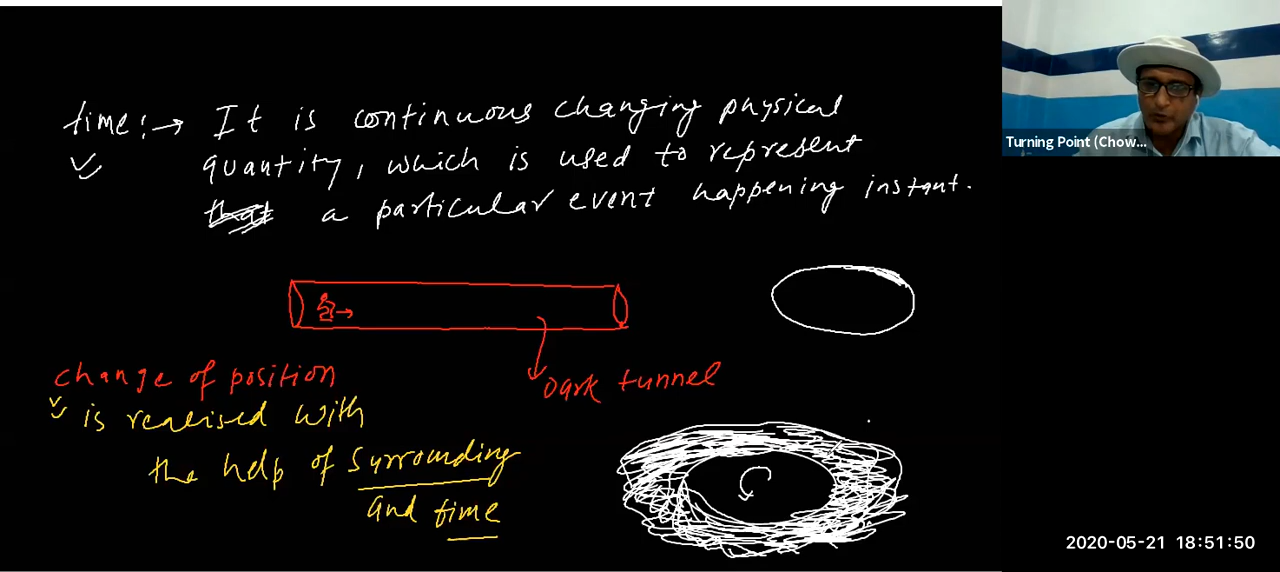 time:→ It is continuous changing physical
quantity, which is used to represent
a particular event happening instant.
Dark tunnel
change of position
is realised with
the help of surrounding
and time
Turning Point (Chow...
2020-05-21 18:51:50